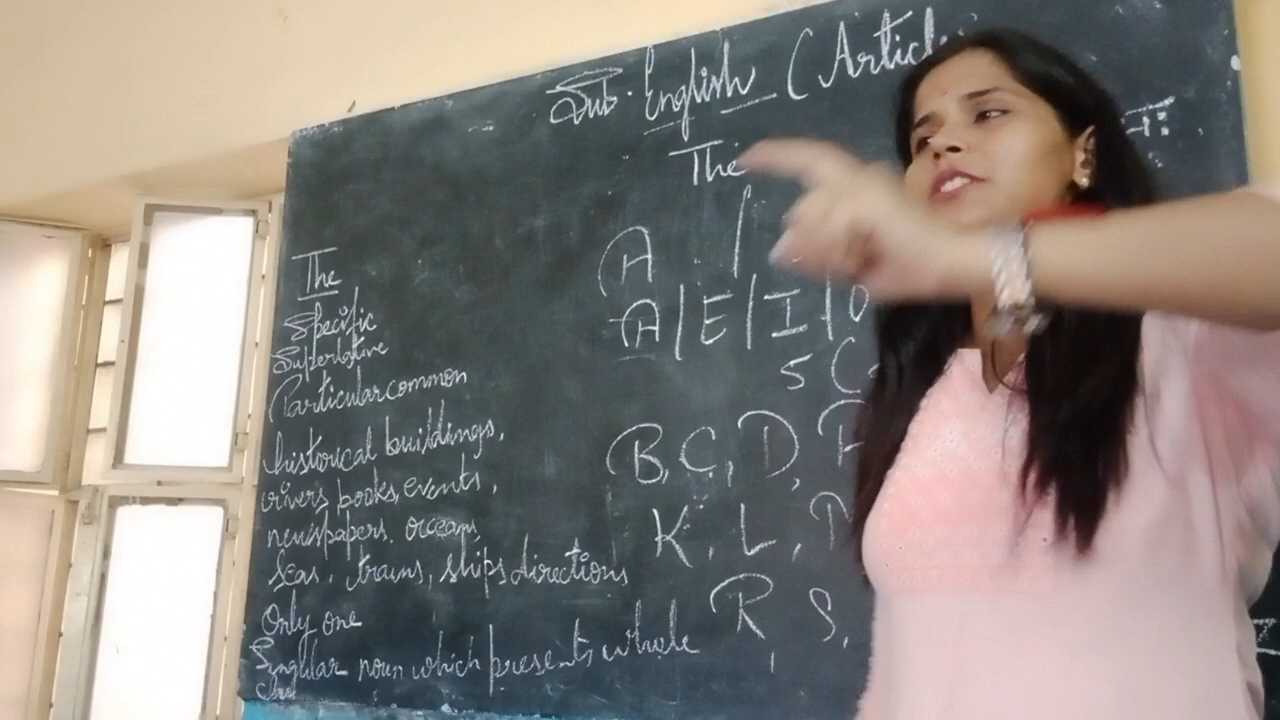 Sub. English (Article
The
A /
A/E/I/O
5 C
B, C, D, F
K, L,
R, S,
The
Specific
Superlative
Particular common
historical buildings,
rivers, books, events,
newspapers, oceans,
Seas, trains, ships directions
Only one
Singular noun which presents whole